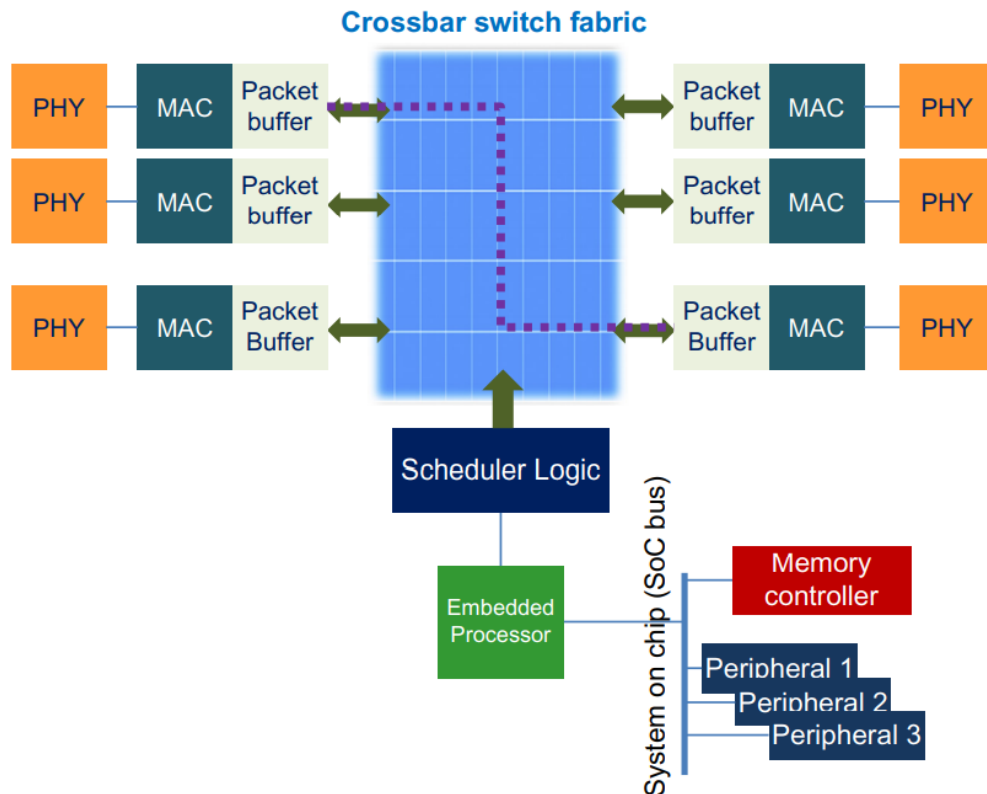 Crossbar switch fabric
PHY
MAC
Packet
buffer
Packet
buffer
MAC
PHY
PHY
MAC
Packet
buffer
Packet
buffer
MAC
PHY
PHY
MAC
Packet
Buffer
Packet
Buffer
MAC
PHY
Scheduler Logic
Embedded
Processor
System on chip (SoC bus)
Memory
controller
Peripheral 1
Peripheral 2
Peripheral 3